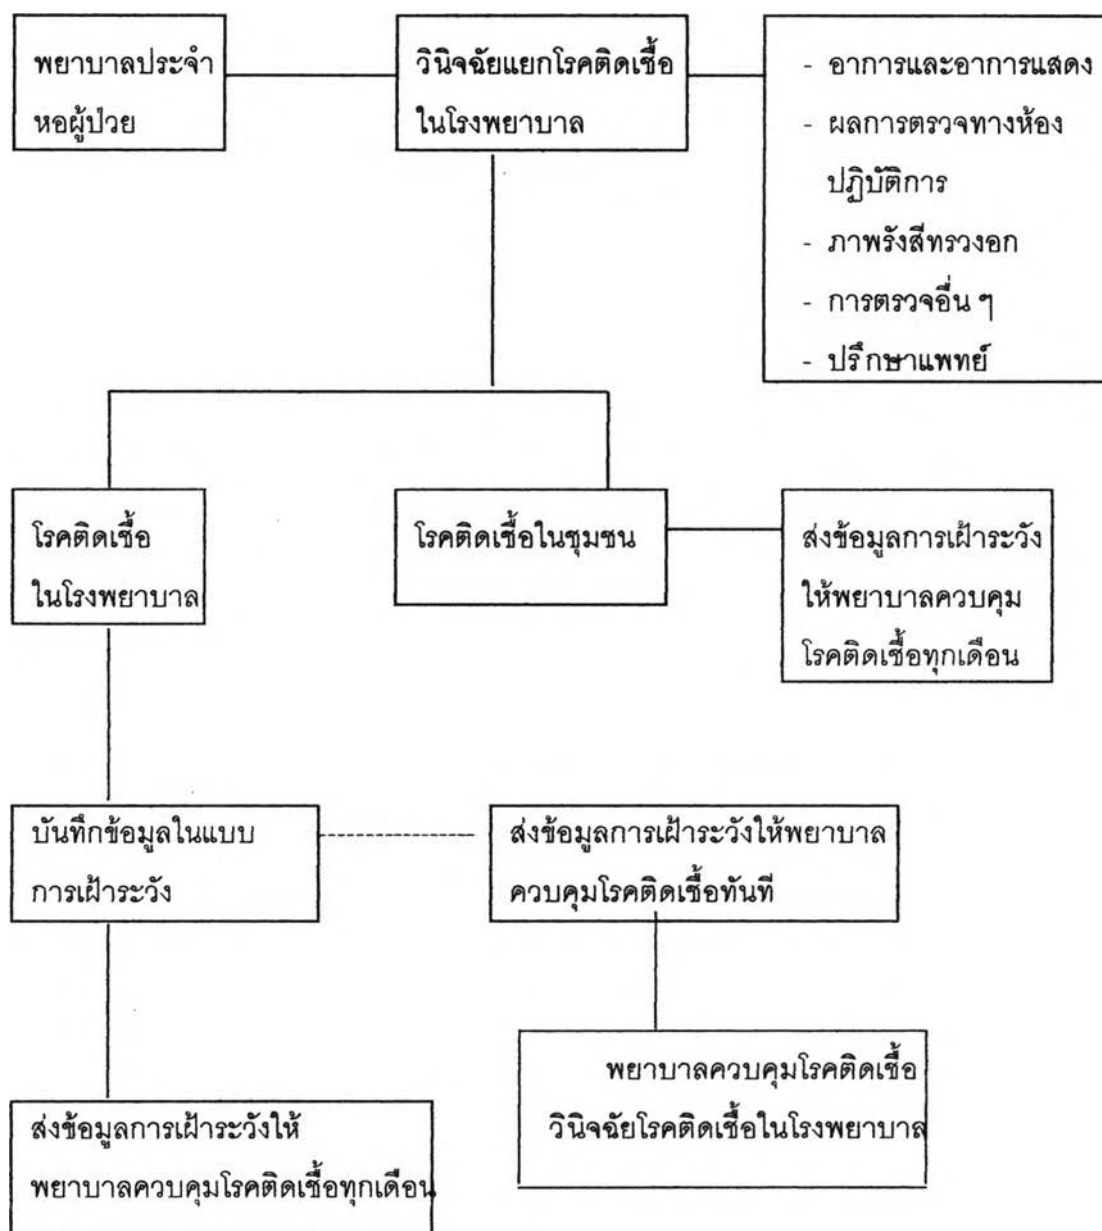 พยาบาลประจำ
หอผู้ป่วย
วินิจฉัยแยกโรคติดเชื้อ
ในโรงพยาบาล
- อาการและอาการแสดง
- ผลการตรวจทางห้อง
ปฏิบัติการ
- ภาพรังสีทรวงอก
- การตรวจอื่น ๆ
- ปรึกษาแพทย์
โรคติดเชื้อ
ในโรงพยาบาล
โรคติดเชื้อในชุมชน
ส่งข้อมูลการเฝ้าระวัง
ให้พยาบาลควบคุม
โรคติดเชื้อทุกเดือน
บันทึกข้อมูลในแบบ
การเฝ้าระวัง
ส่งข้อมูลการเฝ้าระวังให้พยาบาล
ควบคุมโรคติดเชื้อทันที
พยาบาลควบคุมโรคติดเชื้อ
วินิจฉัยโรคติดเชื้อในโรงพยาบาล
ส่งข้อมูลการเฝ้าระวังให้
พยาบาลควบคุมโรคติดเชื้อทุกเดือน